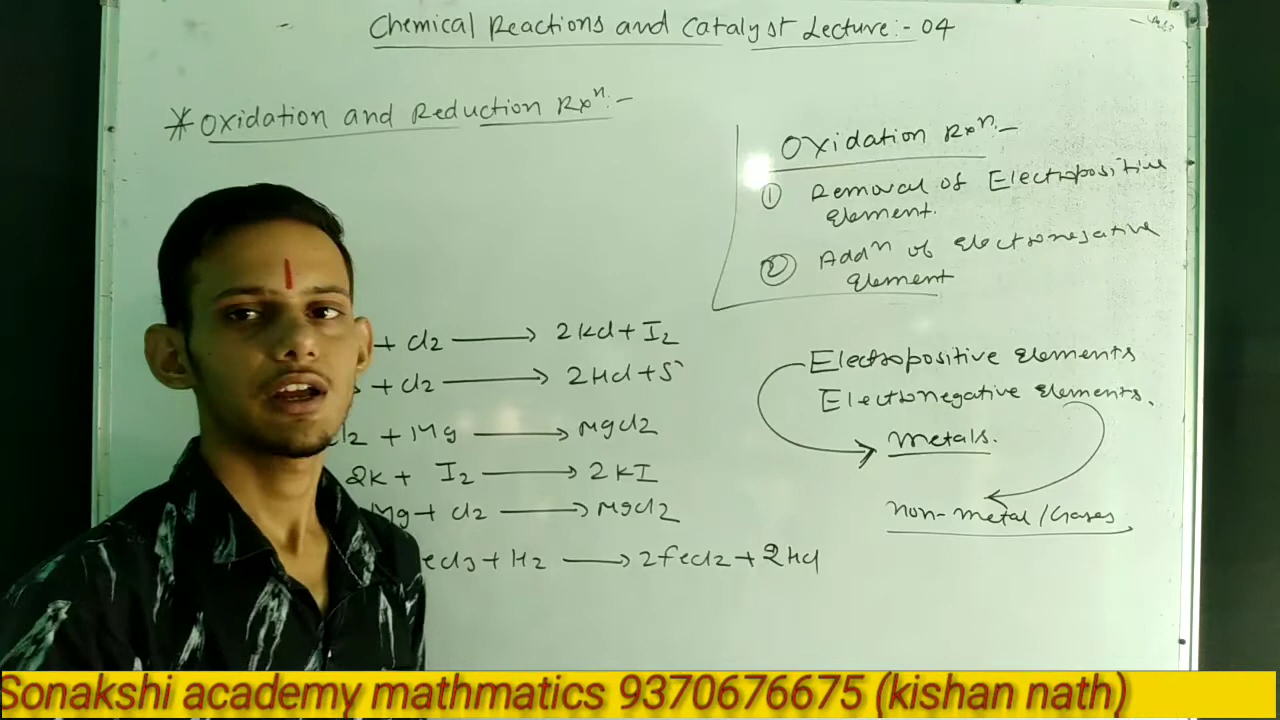 Chemical Reactions and Catalyst Lecture:- 04
* Oxidation and Reduction Rxⁿ:-
Oxidation Rxⁿ:-
① Removal of Electropositive
Element.
② Addⁿ of Electronegative
Element
+ Cl2 → 2KCl + I2
+ Cl2 → 2HCl + S
+ Mg → MgCl2
2K + I2 → 2KI
Mg + Cl2 → MgCl2
eCl3 + H2 → 2FeCl2 + 2HCl
Electropositive Elements
Electronegative Elements.
Metals.
Non-metal/Gases
Sonakshi academy mathmatics 9370676675 (kishan nath)